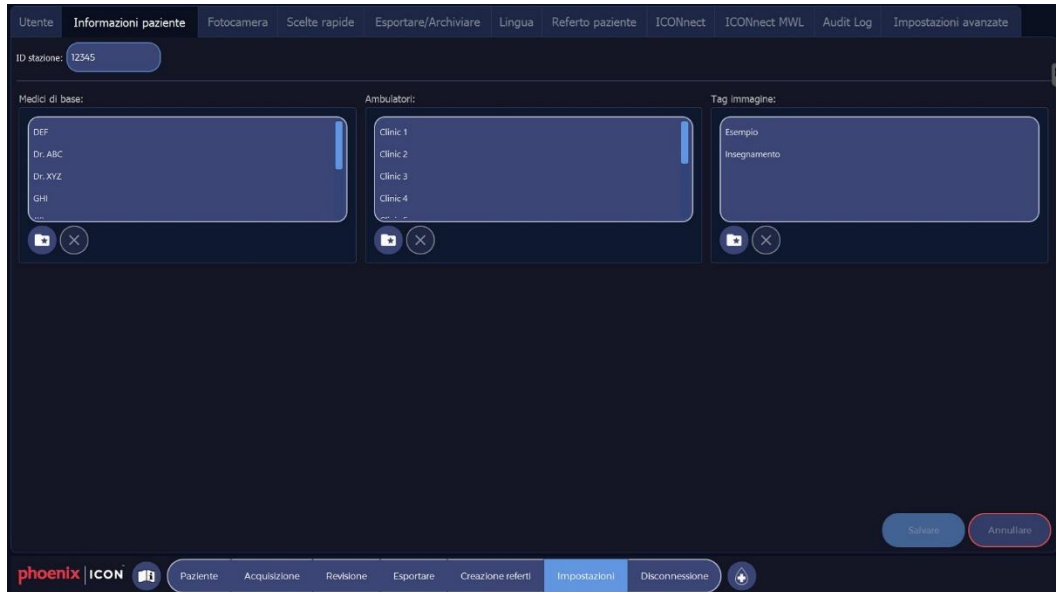 Utente Informazioni paziente Fotocamera Scelte rapide Esportare/Archiviare Lingua Referto paziente ICONnect ICONnect MWL Audit Log Impostazioni avanzate
ID stazione: 12345
Medici di base: Ambulatori: Tag immagine:
DEF Clinic 1 Esempio
Dr. ABC Clinic 2 Insegnamento
Dr. XYZ Clinic 3
GHI Clinic 4
Salvare Annullare
phoenix ICON Paziente Acquisizione Revisione Esportare Creazione referti Impostazioni Disconnessione